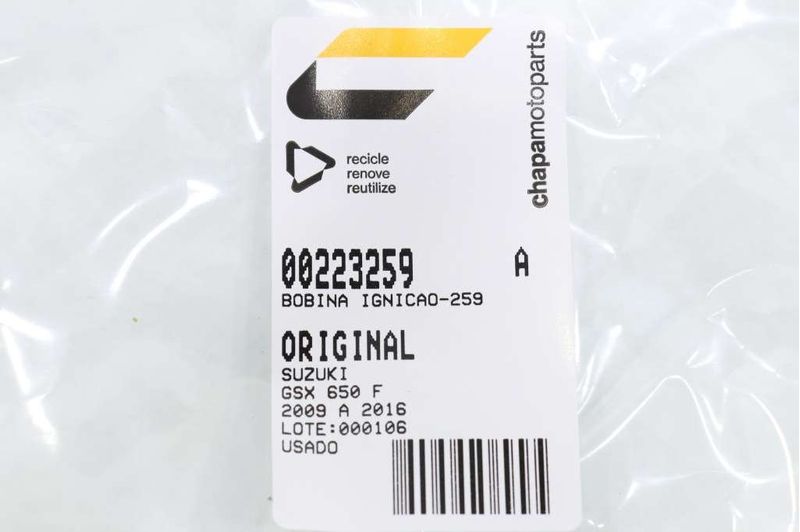 chapamotoparts
recicle
renove
reutilize
00223259 A
BOBINA IGNICAO-259
ORIGINAL
SUZUKI
GSX 650 F
2009 A 2016
LOTE:000106
USADO